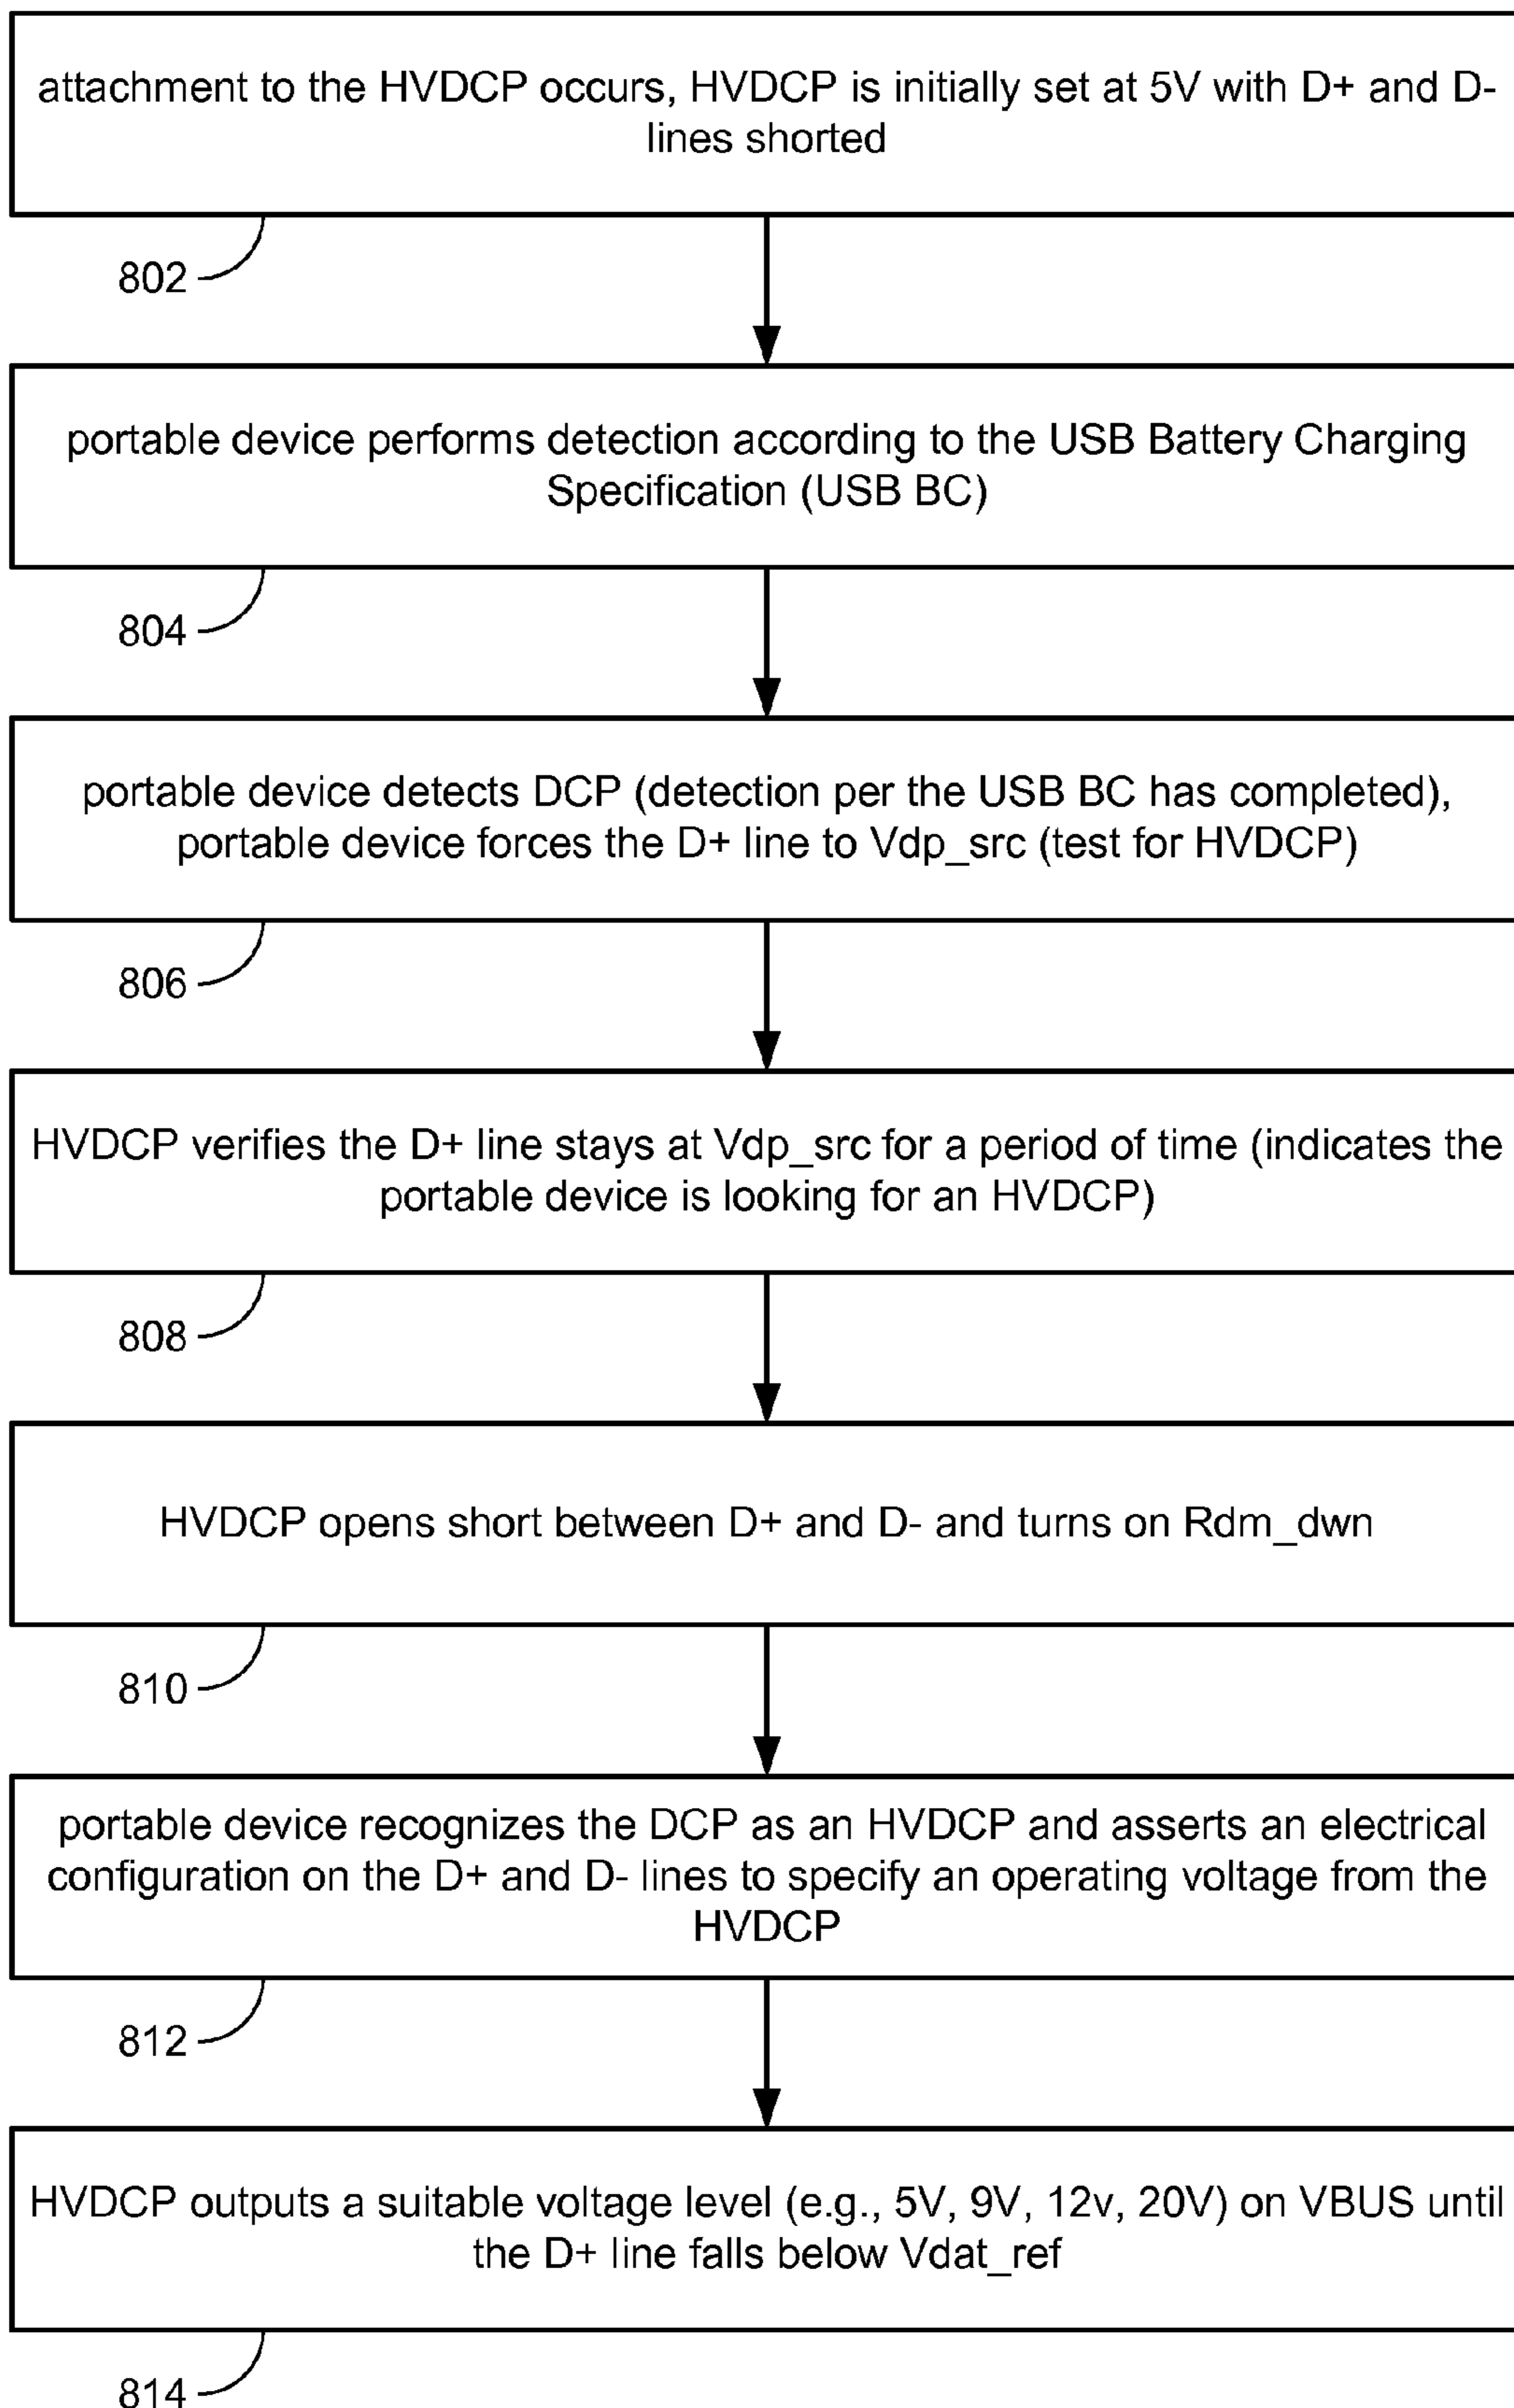 attachment to the HVDCP occurs, HVDCP is initially set at 5V with D+ and D-
lines shorted
802
portable device performs detection according to the USB Battery Charging
Specification (USB BC)
804
portable device detects DCP (detection per the USB BC has completed),
portable device forces the D+ line to Vdp_src (test for HVDCP)
806
HVDCP verifies the D+ line stays at Vdp_src for a period of time (indicates the
portable device is looking for an HVDCP)
808
HVDCP opens short between D+ and D- and turns on Rdm_dwn
810
portable device recognizes the DCP as an HVDCP and asserts an electrical
configuration on the D+ and D- lines to specify an operating voltage from the
HVDCP
812
HVDCP outputs a suitable voltage level (e.g., 5V, 9V, 12v, 20V) on VBUS until
the D+ line falls below Vdat_ref
814